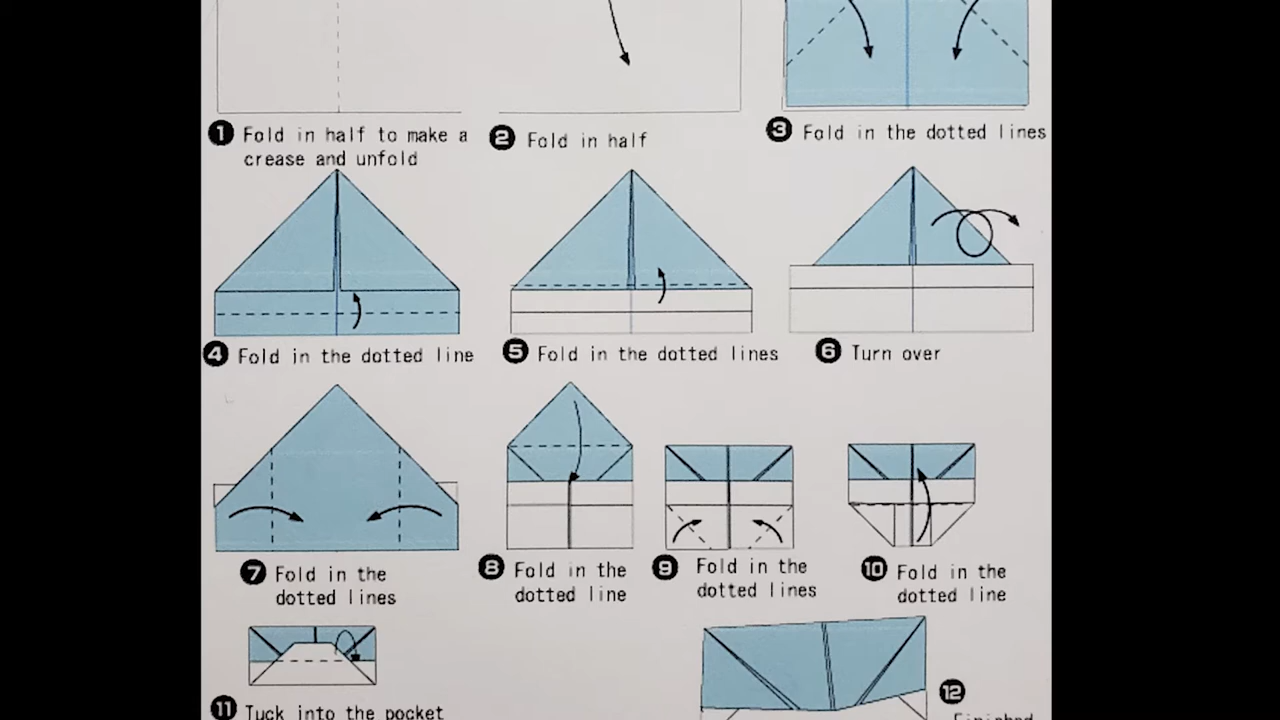 1 Fold in half to make a
crease and unfold
2 Fold in half
3 Fold in the dotted lines
4 Fold in the dotted line
5 Fold in the dotted lines
6 Turn over
7 Fold in the
dotted lines
8 Fold in the
dotted line
9 Fold in the
dotted lines
10 Fold in the
dotted line
11 Tuck into the pocket
12
Finished